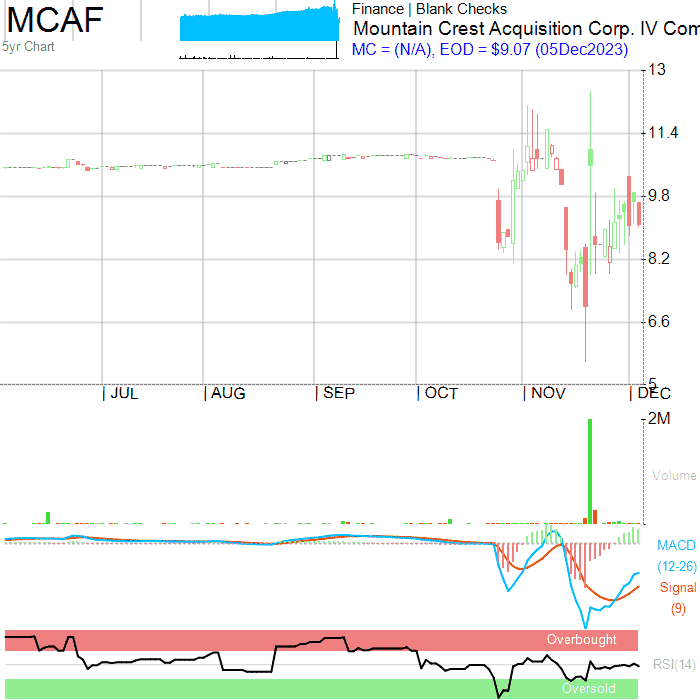 MCAF
Finance | Blank Checks
Mountain Crest Acquisition Corp. IV Com
5yr Chart
MC = (N/A), EOD = $9.07 (05Dec2023)
13
11.4
9.8
8.2
6.6
5
| JUL | AUG | SEP | OCT | NOV | DEC
2M
Volume
MACD
(12-26)
Signal
(9)
Overbought
RSI(14)
Oversold